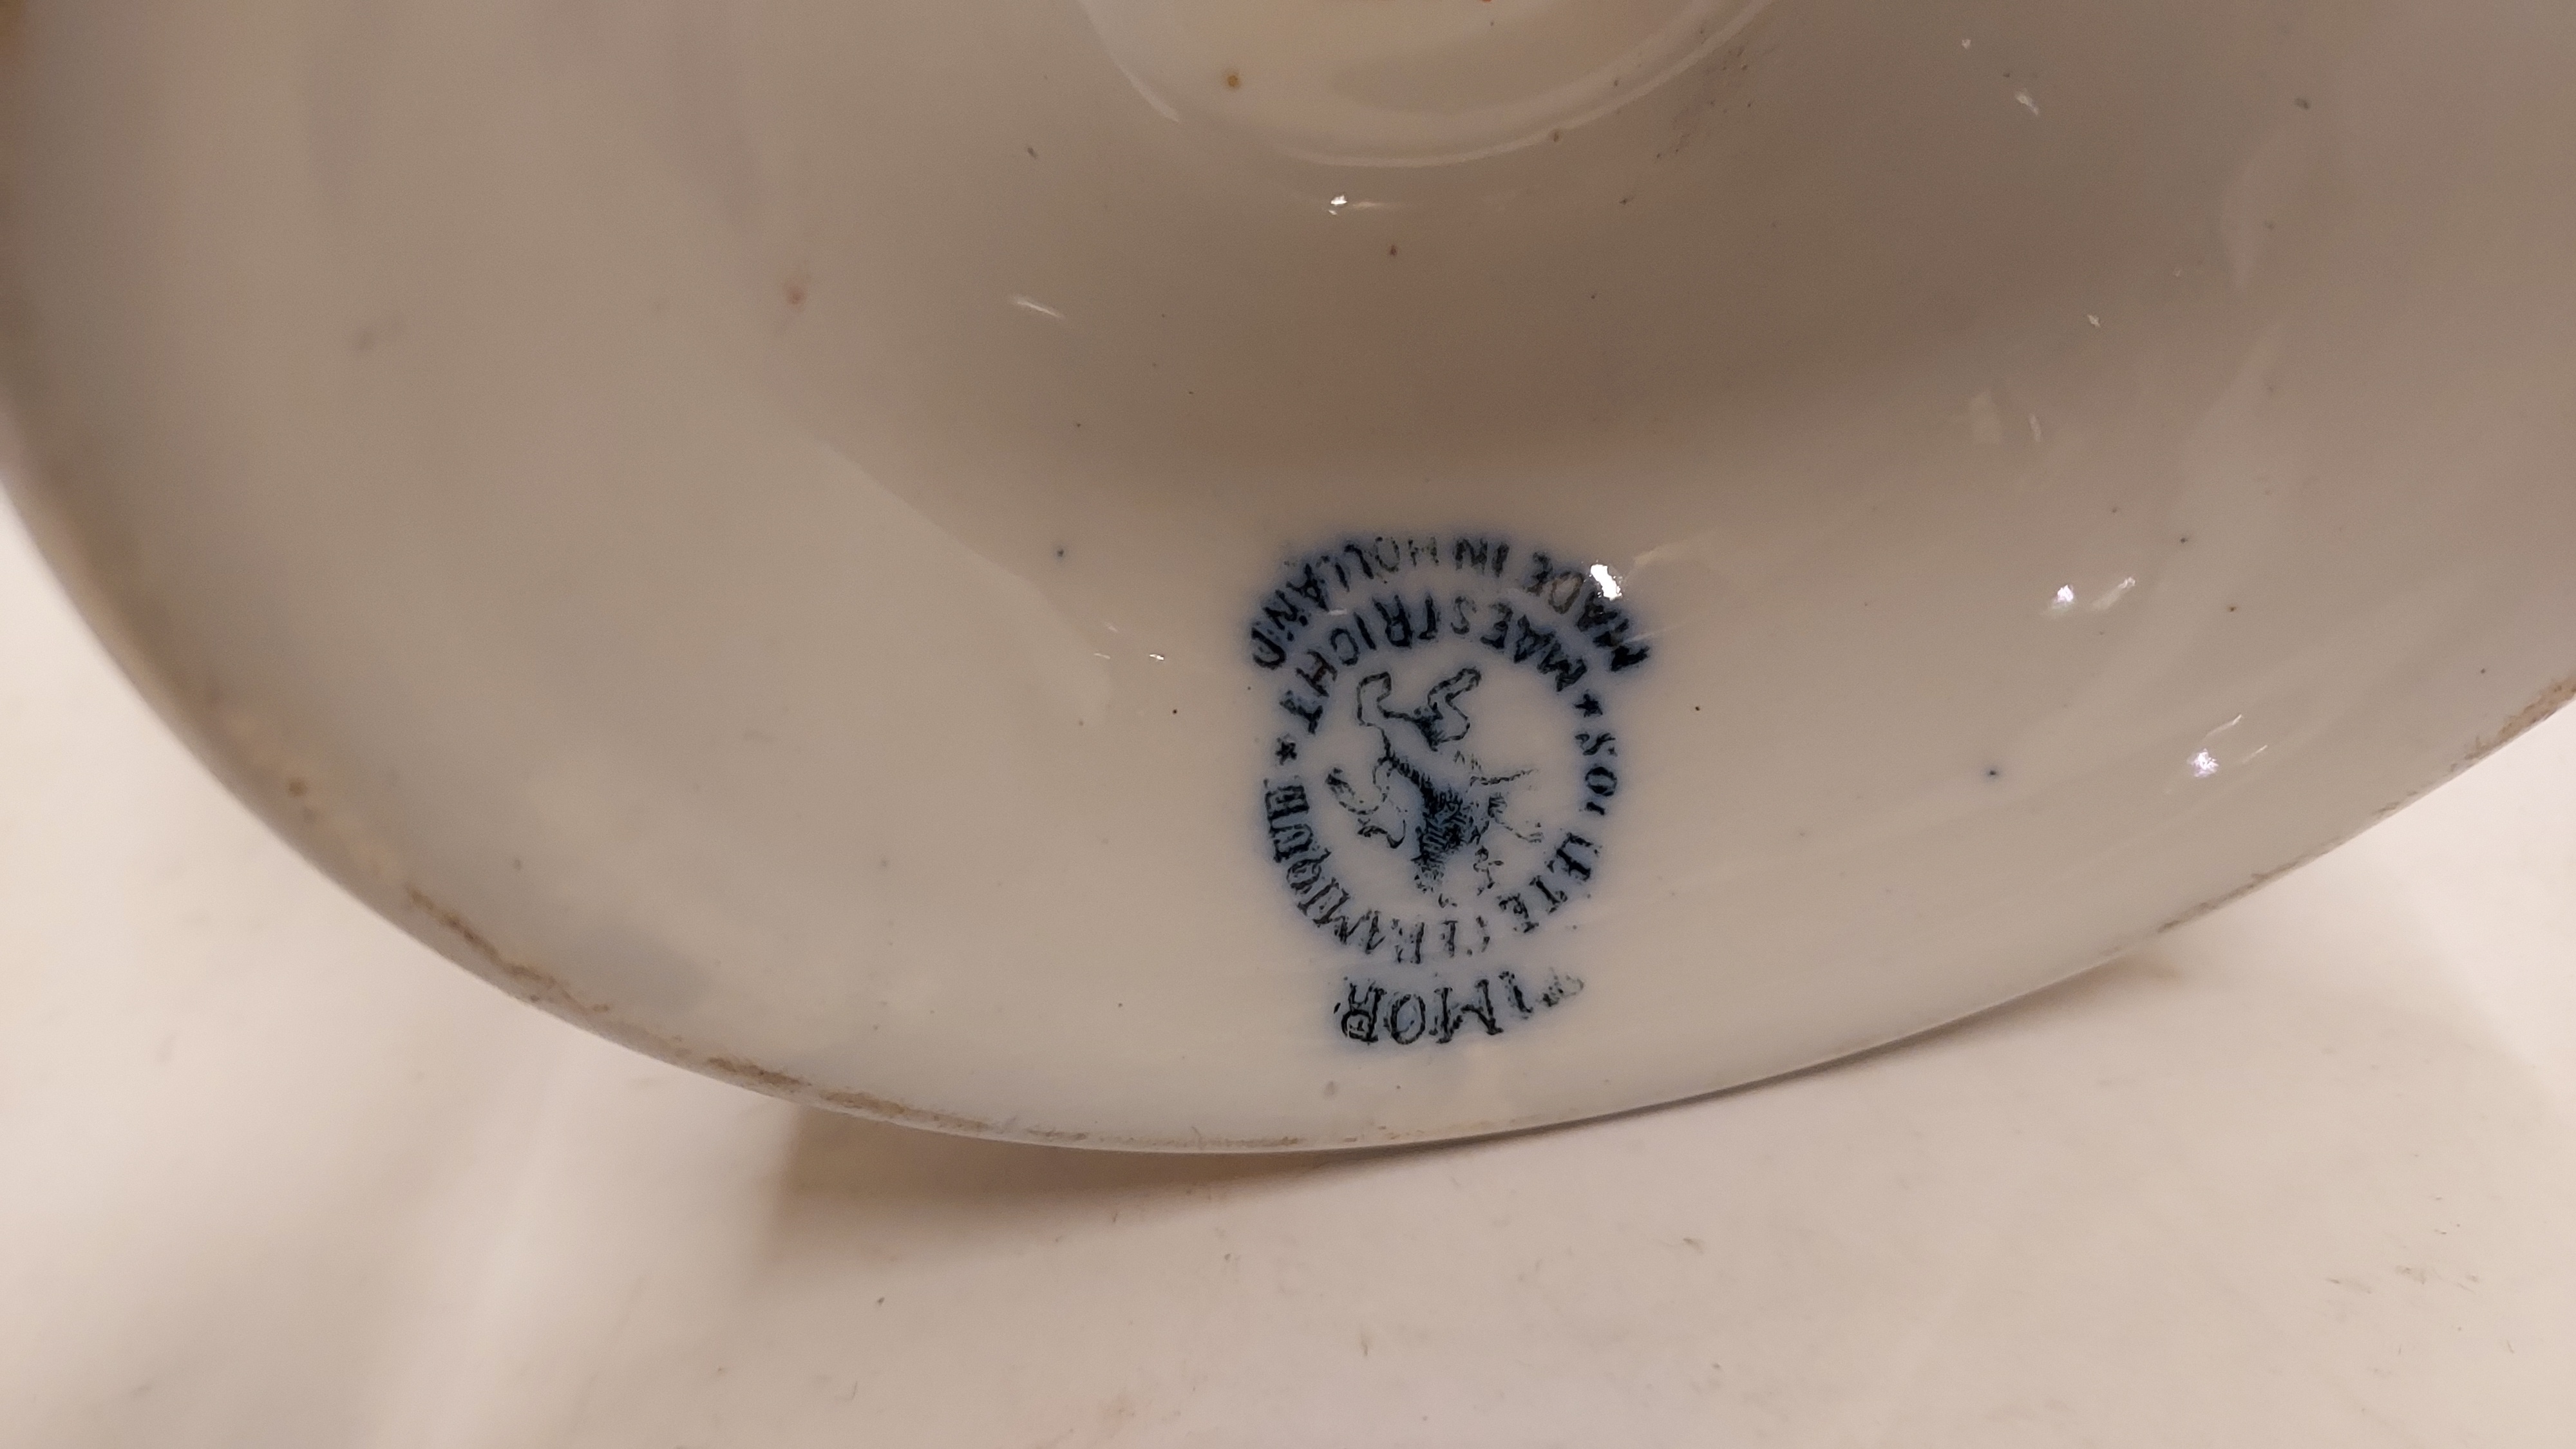 TIMOR
SOCIÉTÉ CÉRAMIQUE
★ MAESTRICHT ★
MADE IN HOLLAND